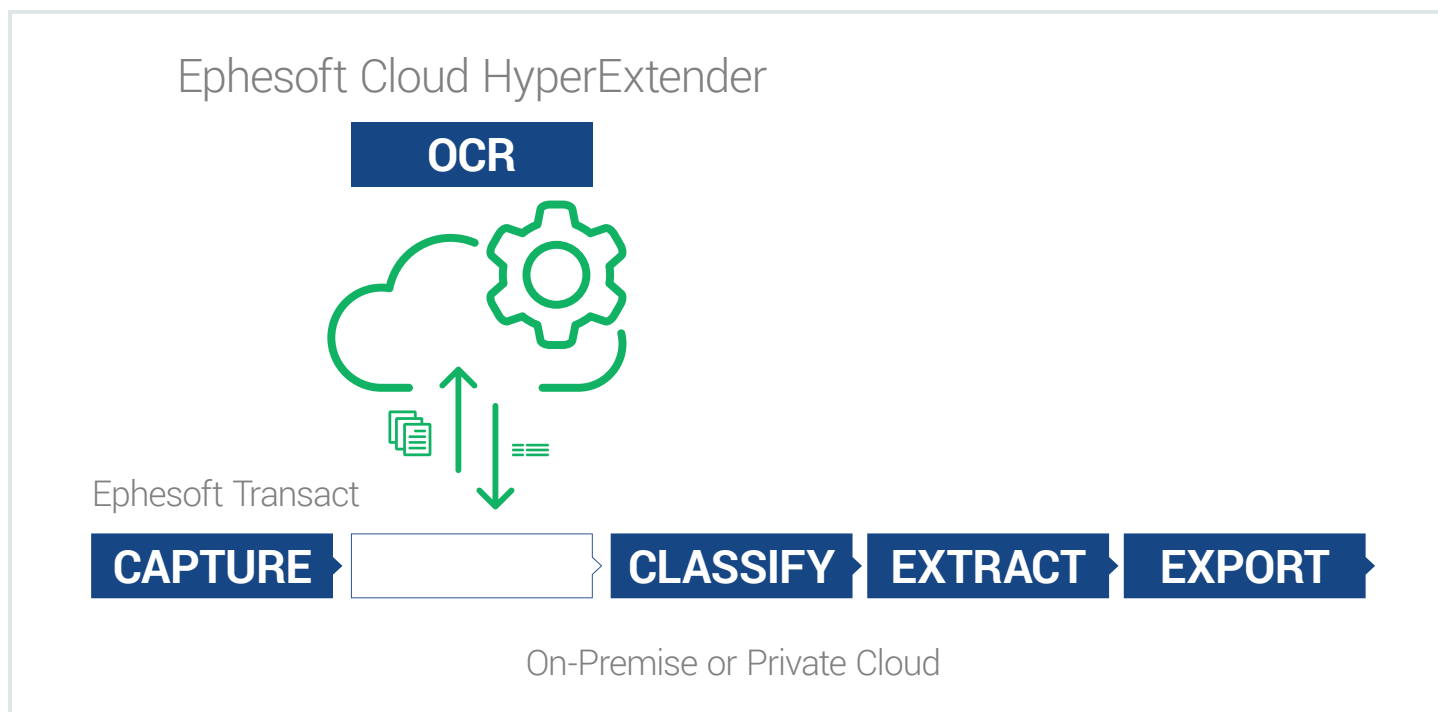 Ephesoft Cloud HyperExtender
OCR
Ephesoft Transact
CAPTURE CLASSIFY EXTRACT EXPORT
On-Premise or Private Cloud